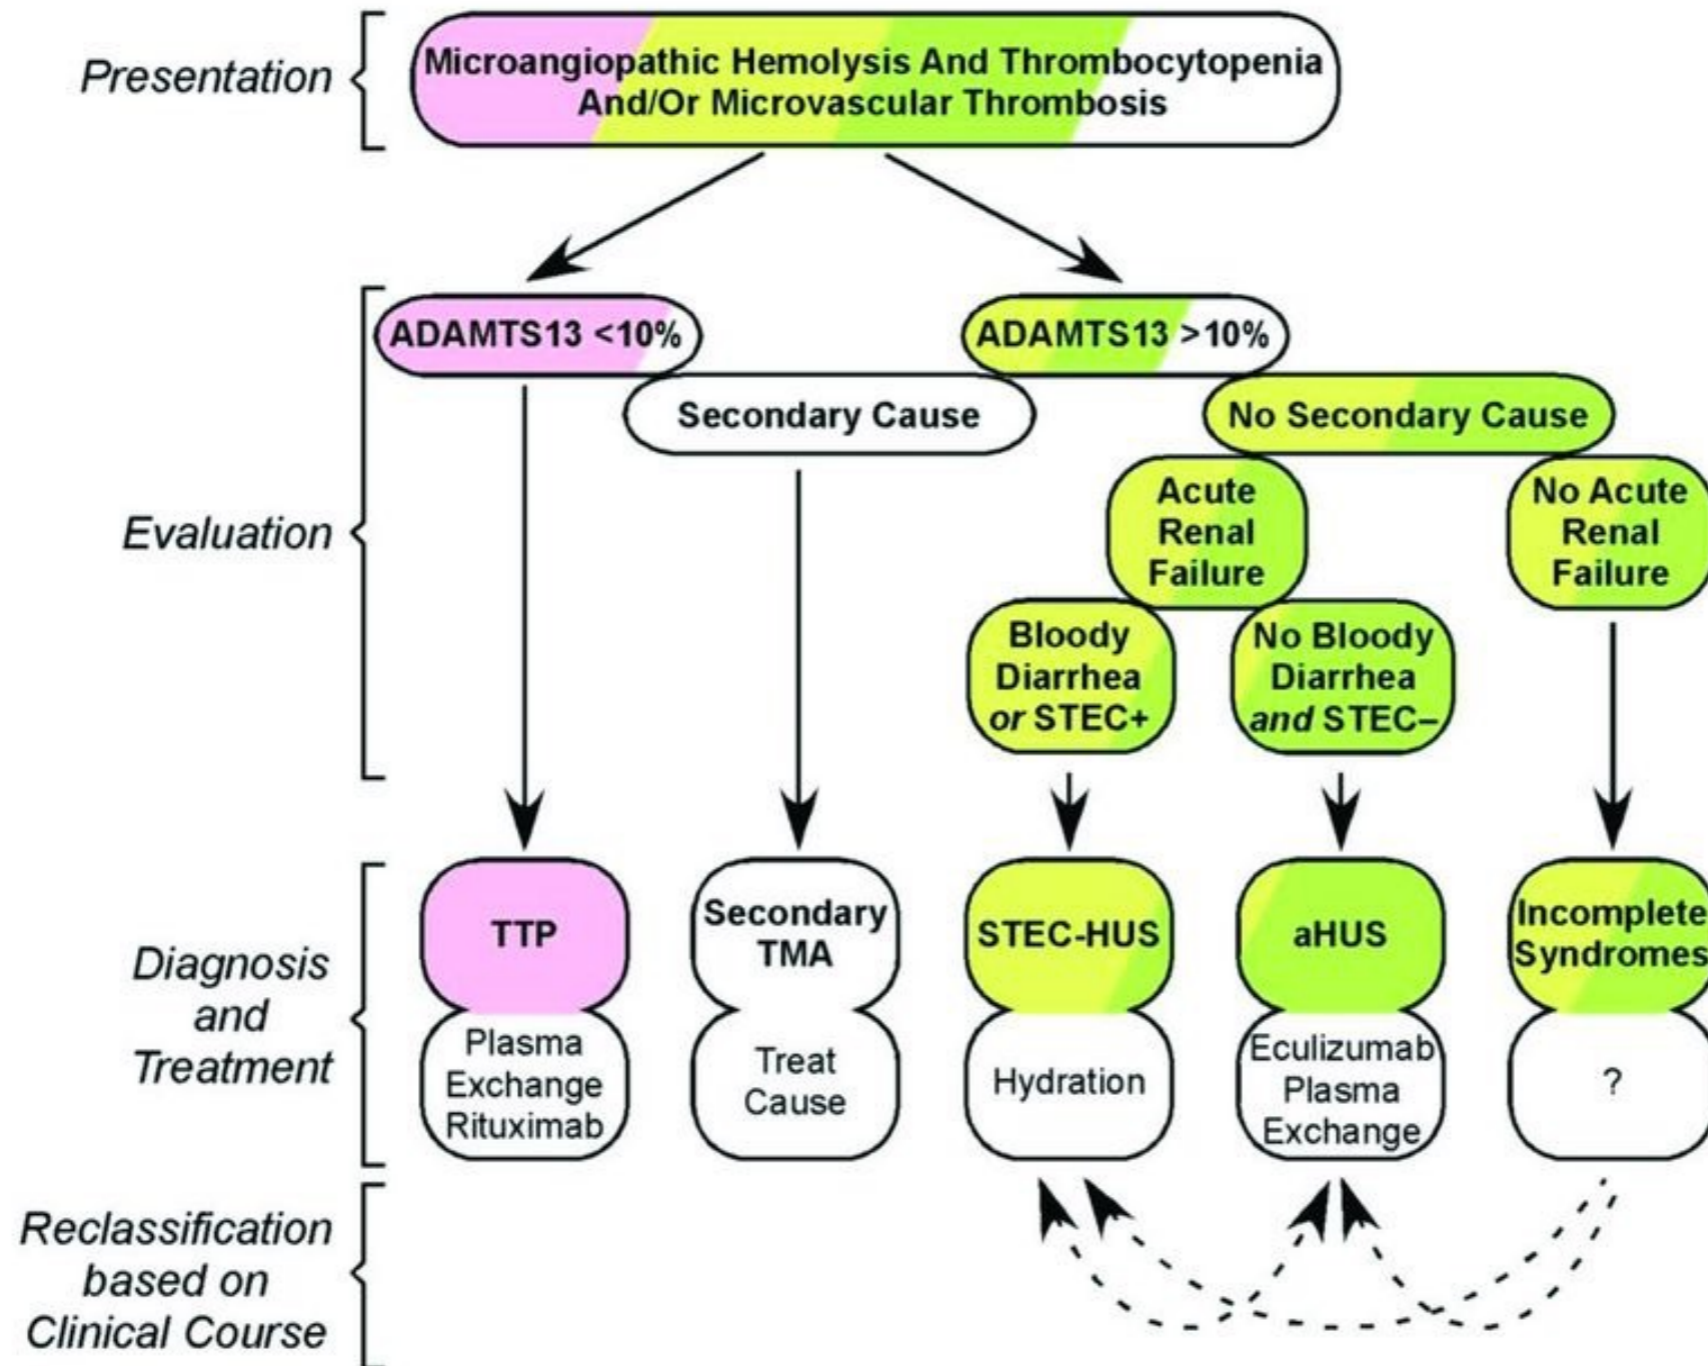 Presentation
Microangiopathic Hemolysis And Thrombocytopenia
And/Or Microvascular Thrombosis
Evaluation
ADAMTS13 <10%
ADAMTS13 >10%
Secondary Cause
No Secondary Cause
Acute
Renal
Failure
No Acute
Renal
Failure
Bloody
Diarrhea
or STEC+
No Bloody
Diarrhea
and STEC–
Diagnosis
and
Treatment
TTP
Plasma
Exchange
Rituximab
Secondary
TMA
Treat
Cause
STEC-HUS
Hydration
aHUS
Eculizumab
Plasma
Exchange
Incomplete
Syndromes
?
Reclassification
based on
Clinical Course